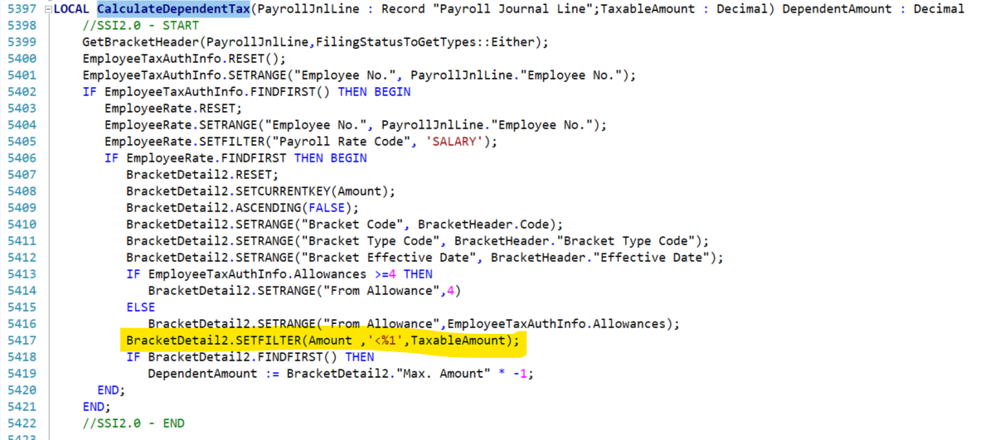 5397 LOCAL CalculateDependentTax(PayrollJnlLine : Record "Payroll Journal Line";TaxableAmount : Decimal) DependentAmount : Decimal
5398 //SSI2.0 - START
5399 GetBracketHeader(PayrollJnlLine,FilingStatusToGetTypes::Either);
5400 EmployeeTaxAuthInfo.RESET();
5401 EmployeeTaxAuthInfo.SETRANGE("Employee No.", PayrollJnlLine."Employee No.");
5402 IF EmployeeTaxAuthInfo.FINDFIRST() THEN BEGIN
5403 EmployeeRate.RESET;
5404 EmployeeRate.SETRANGE("Employee No.", PayrollJnlLine."Employee No.");
5405 EmployeeRate.SETFILTER("Payroll Rate Code", 'SALARY');
5406 IF EmployeeRate.FINDFIRST THEN BEGIN
5407 BracketDetail2.RESET;
5408 BracketDetail2.SETCURRENTKEY(Amount);
5409 BracketDetail2.ASCENDING(FALSE);
5410 BracketDetail2.SETRANGE("Bracket Code", BracketHeader.Code);
5411 BracketDetail2.SETRANGE("Bracket Type Code", BracketHeader."Bracket Type Code");
5412 BracketDetail2.SETRANGE("Bracket Effective Date", BracketHeader."Effective Date");
5413 IF EmployeeTaxAuthInfo.Allowances >=4 THEN
5414 BracketDetail2.SETRANGE("From Allowance",4)
5415 ELSE
5416 BracketDetail2.SETRANGE("From Allowance",EmployeeTaxAuthInfo.Allowances);
5417 BracketDetail2.SETFILTER(Amount ,'<%1',TaxableAmount);
5418 IF BracketDetail2.FINDFIRST() THEN
5419 DependentAmount := BracketDetail2."Max. Amount" * -1;
5420 END;
5421 END;
5422 //SSI2.0 - END